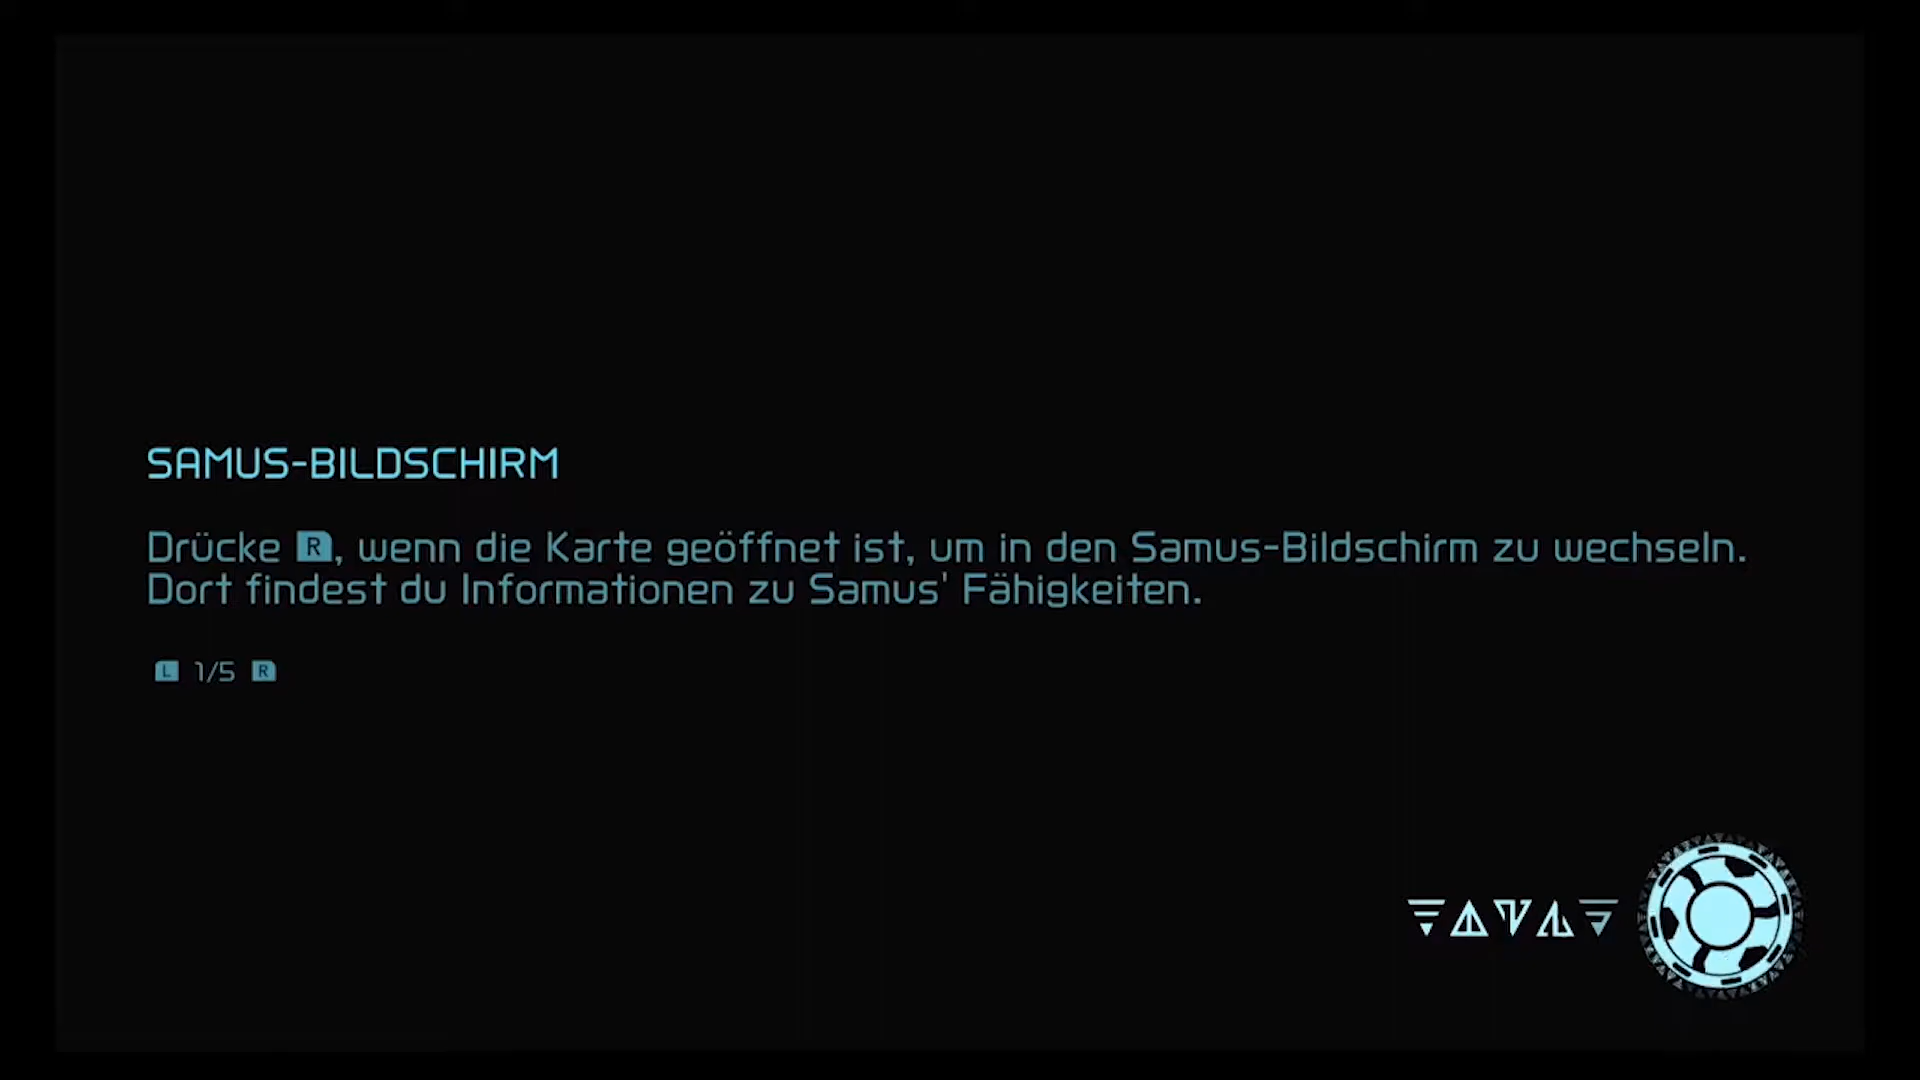 SAMUS-BILDSCHIRM
Drücke R, wenn die Karte geöffnet ist, um in den Samus-Bildschirm zu wechseln.
Dort findest du Informationen zu Samus' Fähigkeiten.
L 1/5 R